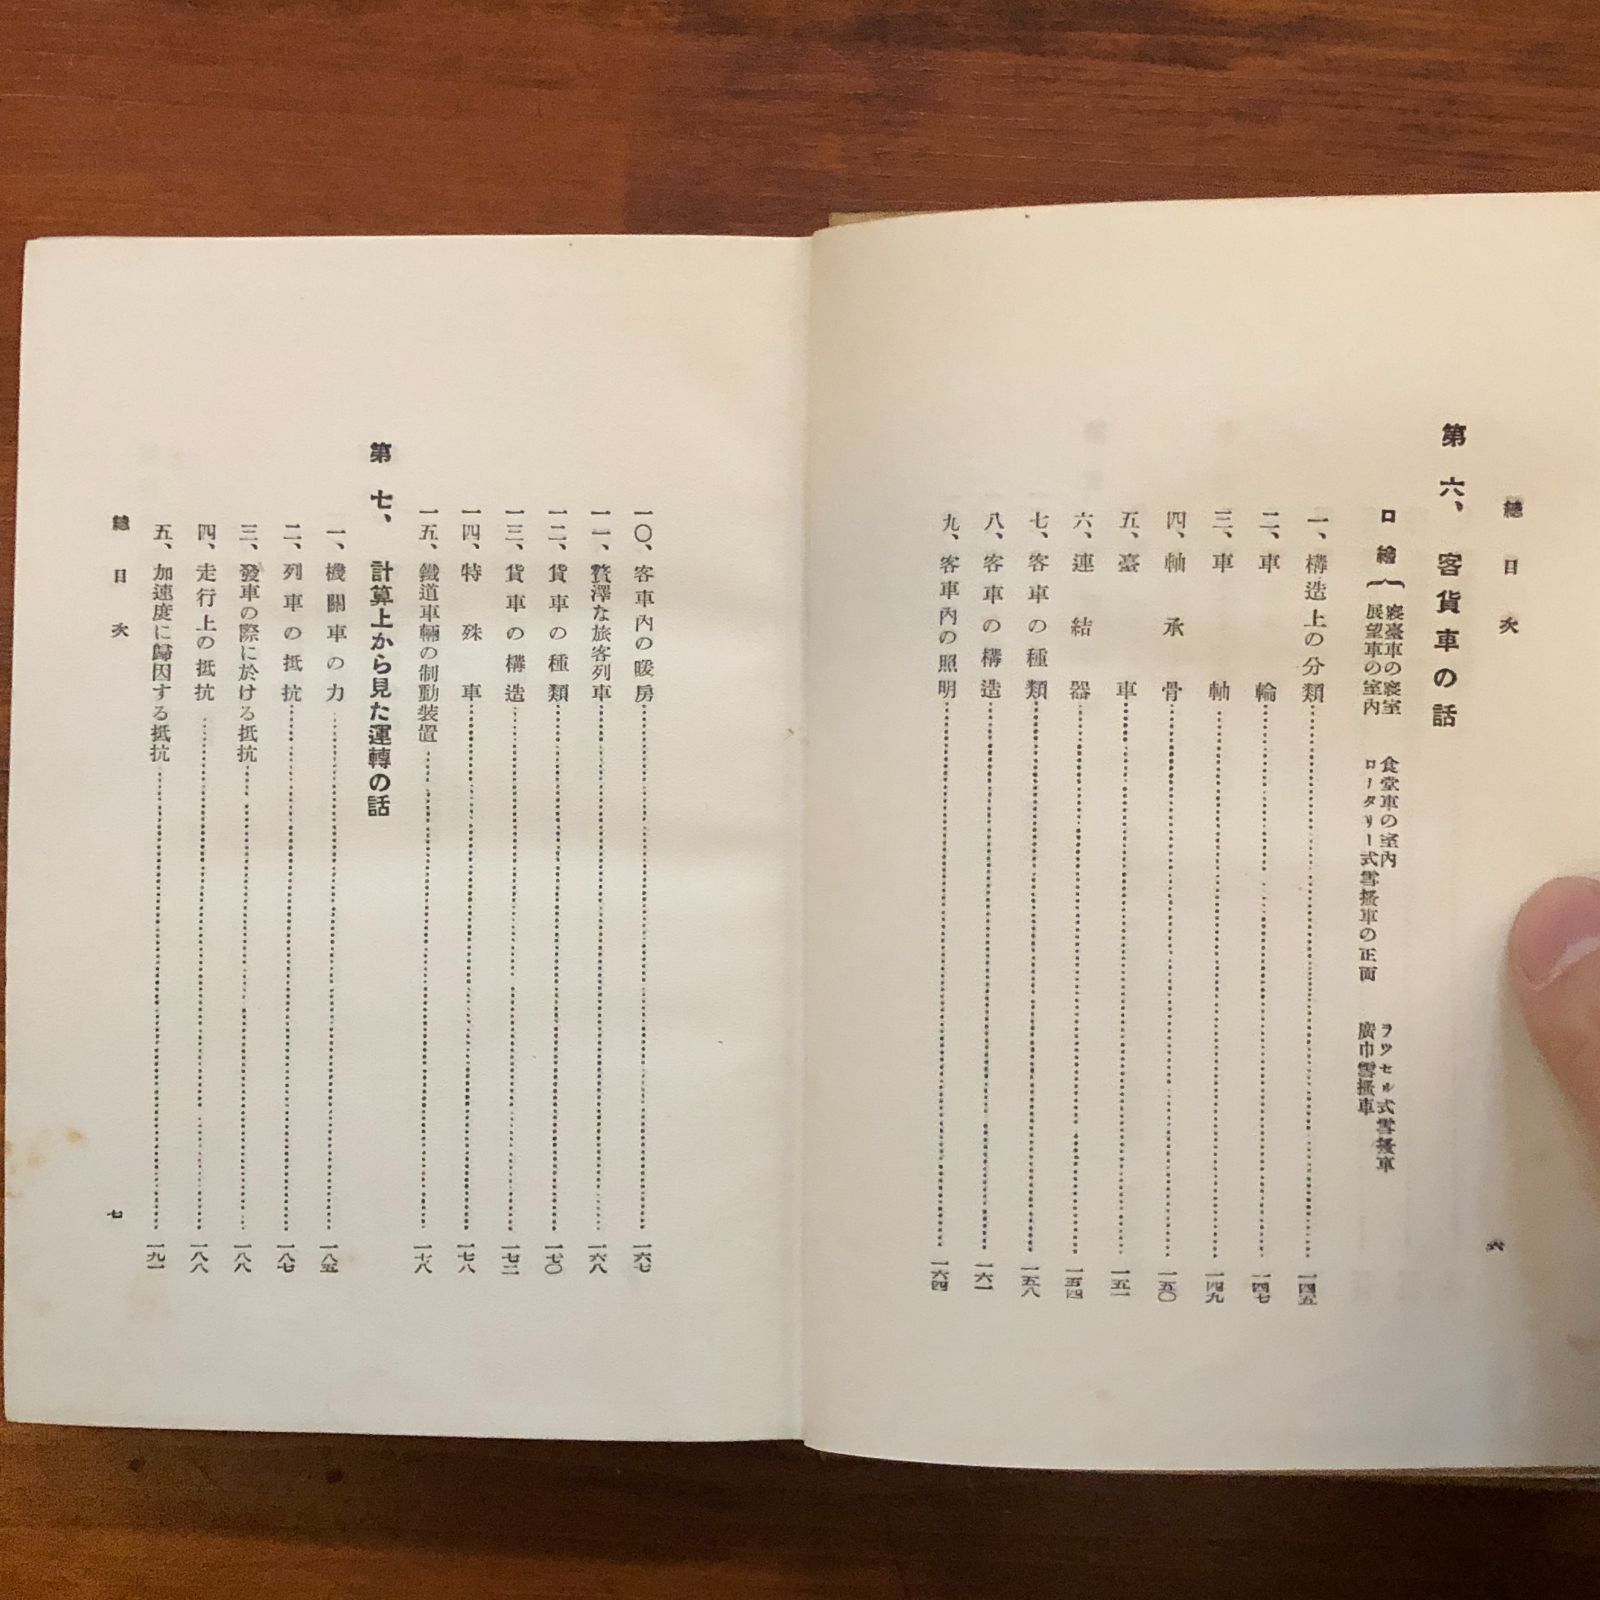 總目次
六
第六、客貨車の話
口繪{
寢臺車の寢室　食堂車の室内　ラツセル式雪搔車
展望車の室内　ロータリー式雪搔車の正面　廣巾雪搔車
一、構造上の分類…一四五
二、車輪…一四七
三、車軸…一四九
四、軸承骨…一五〇
五、臺車…一五一
六、連結器…一五四
七、客車の種類…一五八
八、客車の構造…一六一
九、客車内の照明…一六四
一〇、客車内の暖房…一六七
一一、贅澤な旅客列車…一六八
一二、貨車の種類…一七〇
一三、貨車の構造…一七二
一四、特殊車…一七八
一五、鐵道車輛の制動裝置…一七八
第七、計算上から見た運轉の話
一、機關車の力…一八五
二、列車の抵抗…一八七
三、發車の際に於ける抵抗…一八八
四、走行上の抵抗…一八八
五、加速度に歸因する抵抗…一九一
總目次
七